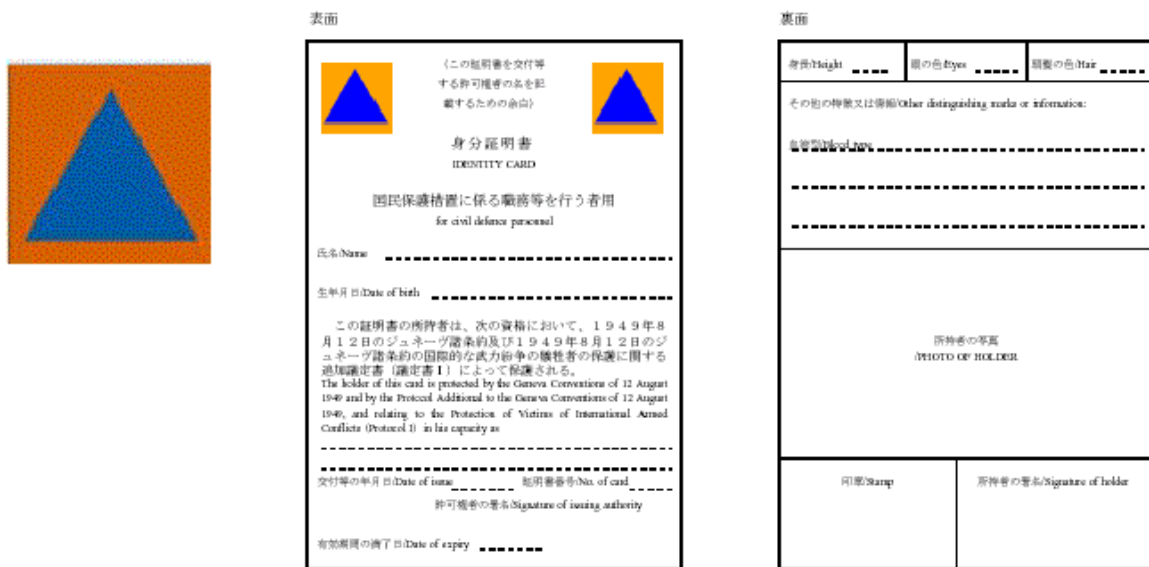 表面
(この証明書を交付等
する許可権者の名を記
載するための余白)
身分証明書
IDENTITY CARD
国民保護措置に係る職務等を行う者用
for civil defence personnel
氏名/Name
生年月日/Date of birth
この証明書の所持者は、次の資格において、1949年8
月12日のジュネーヴ諸条約及び1949年8月12日のジ
ュネーヴ諸条約の国際的な武力紛争の犠牲者の保護に関する
追加議定書(議定書Ⅰ)によって保護される。
The holder of this card is protected by the Geneva Conventions of 12 August
1949 and by the Protocol Additional to the Geneva Conventions of 12 August
1949, and relating to the Protection of Victims of International Armed
Conflicts (Protocol I) in his capacity as
交付等の年月日/Date of issue 証明書番号/No. of card
許可権者の署名/Signature of issuing authority
有効期間の満了日/Date of expiry
裏面
身長/Height 眼の色/Eyes 頭髪の色/Hair
その他の特徴又は情報/Other distinguishing marks or information:
血液型/Blood type
所持者の写真
/PHOTO OF HOLDER
印章/Stamp 所持者の署名/Signature of holder